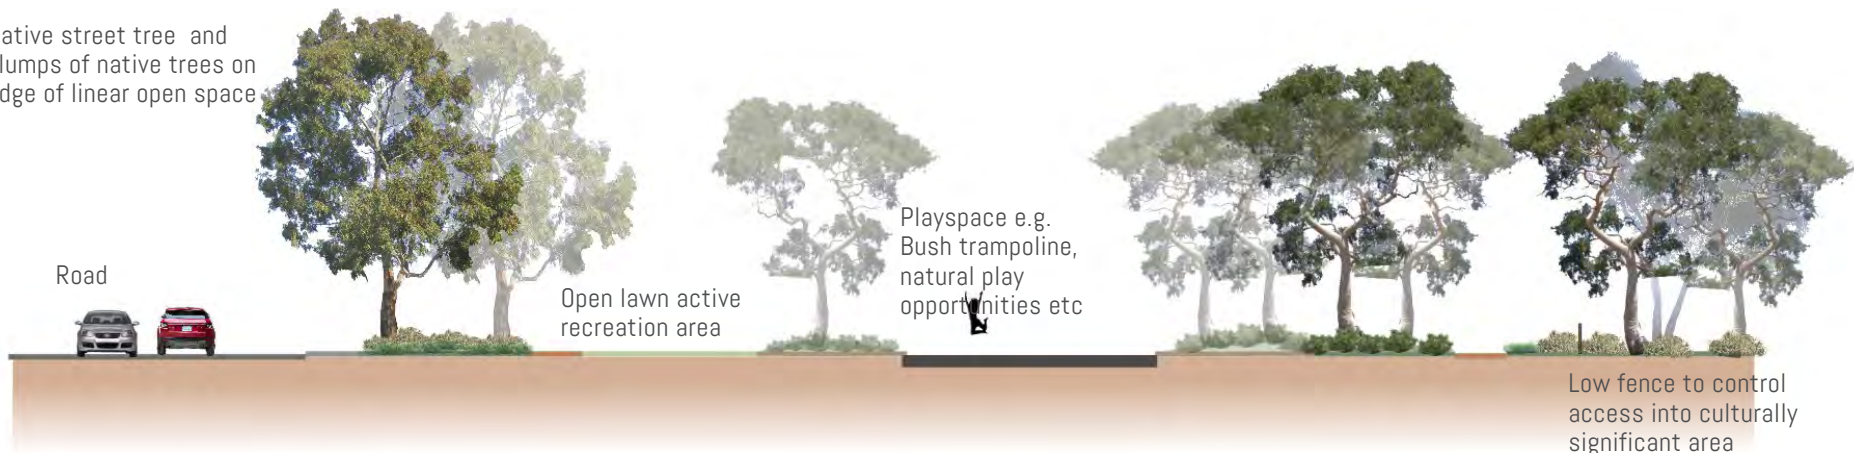 ative street tree and
lumps of native trees on
dge of linear open space
Road
Open lawn active
recreation area
Playspace e.g.
Bush trampoline,
natural play
opportunities etc
Low fence to control
access into culturally
significant area